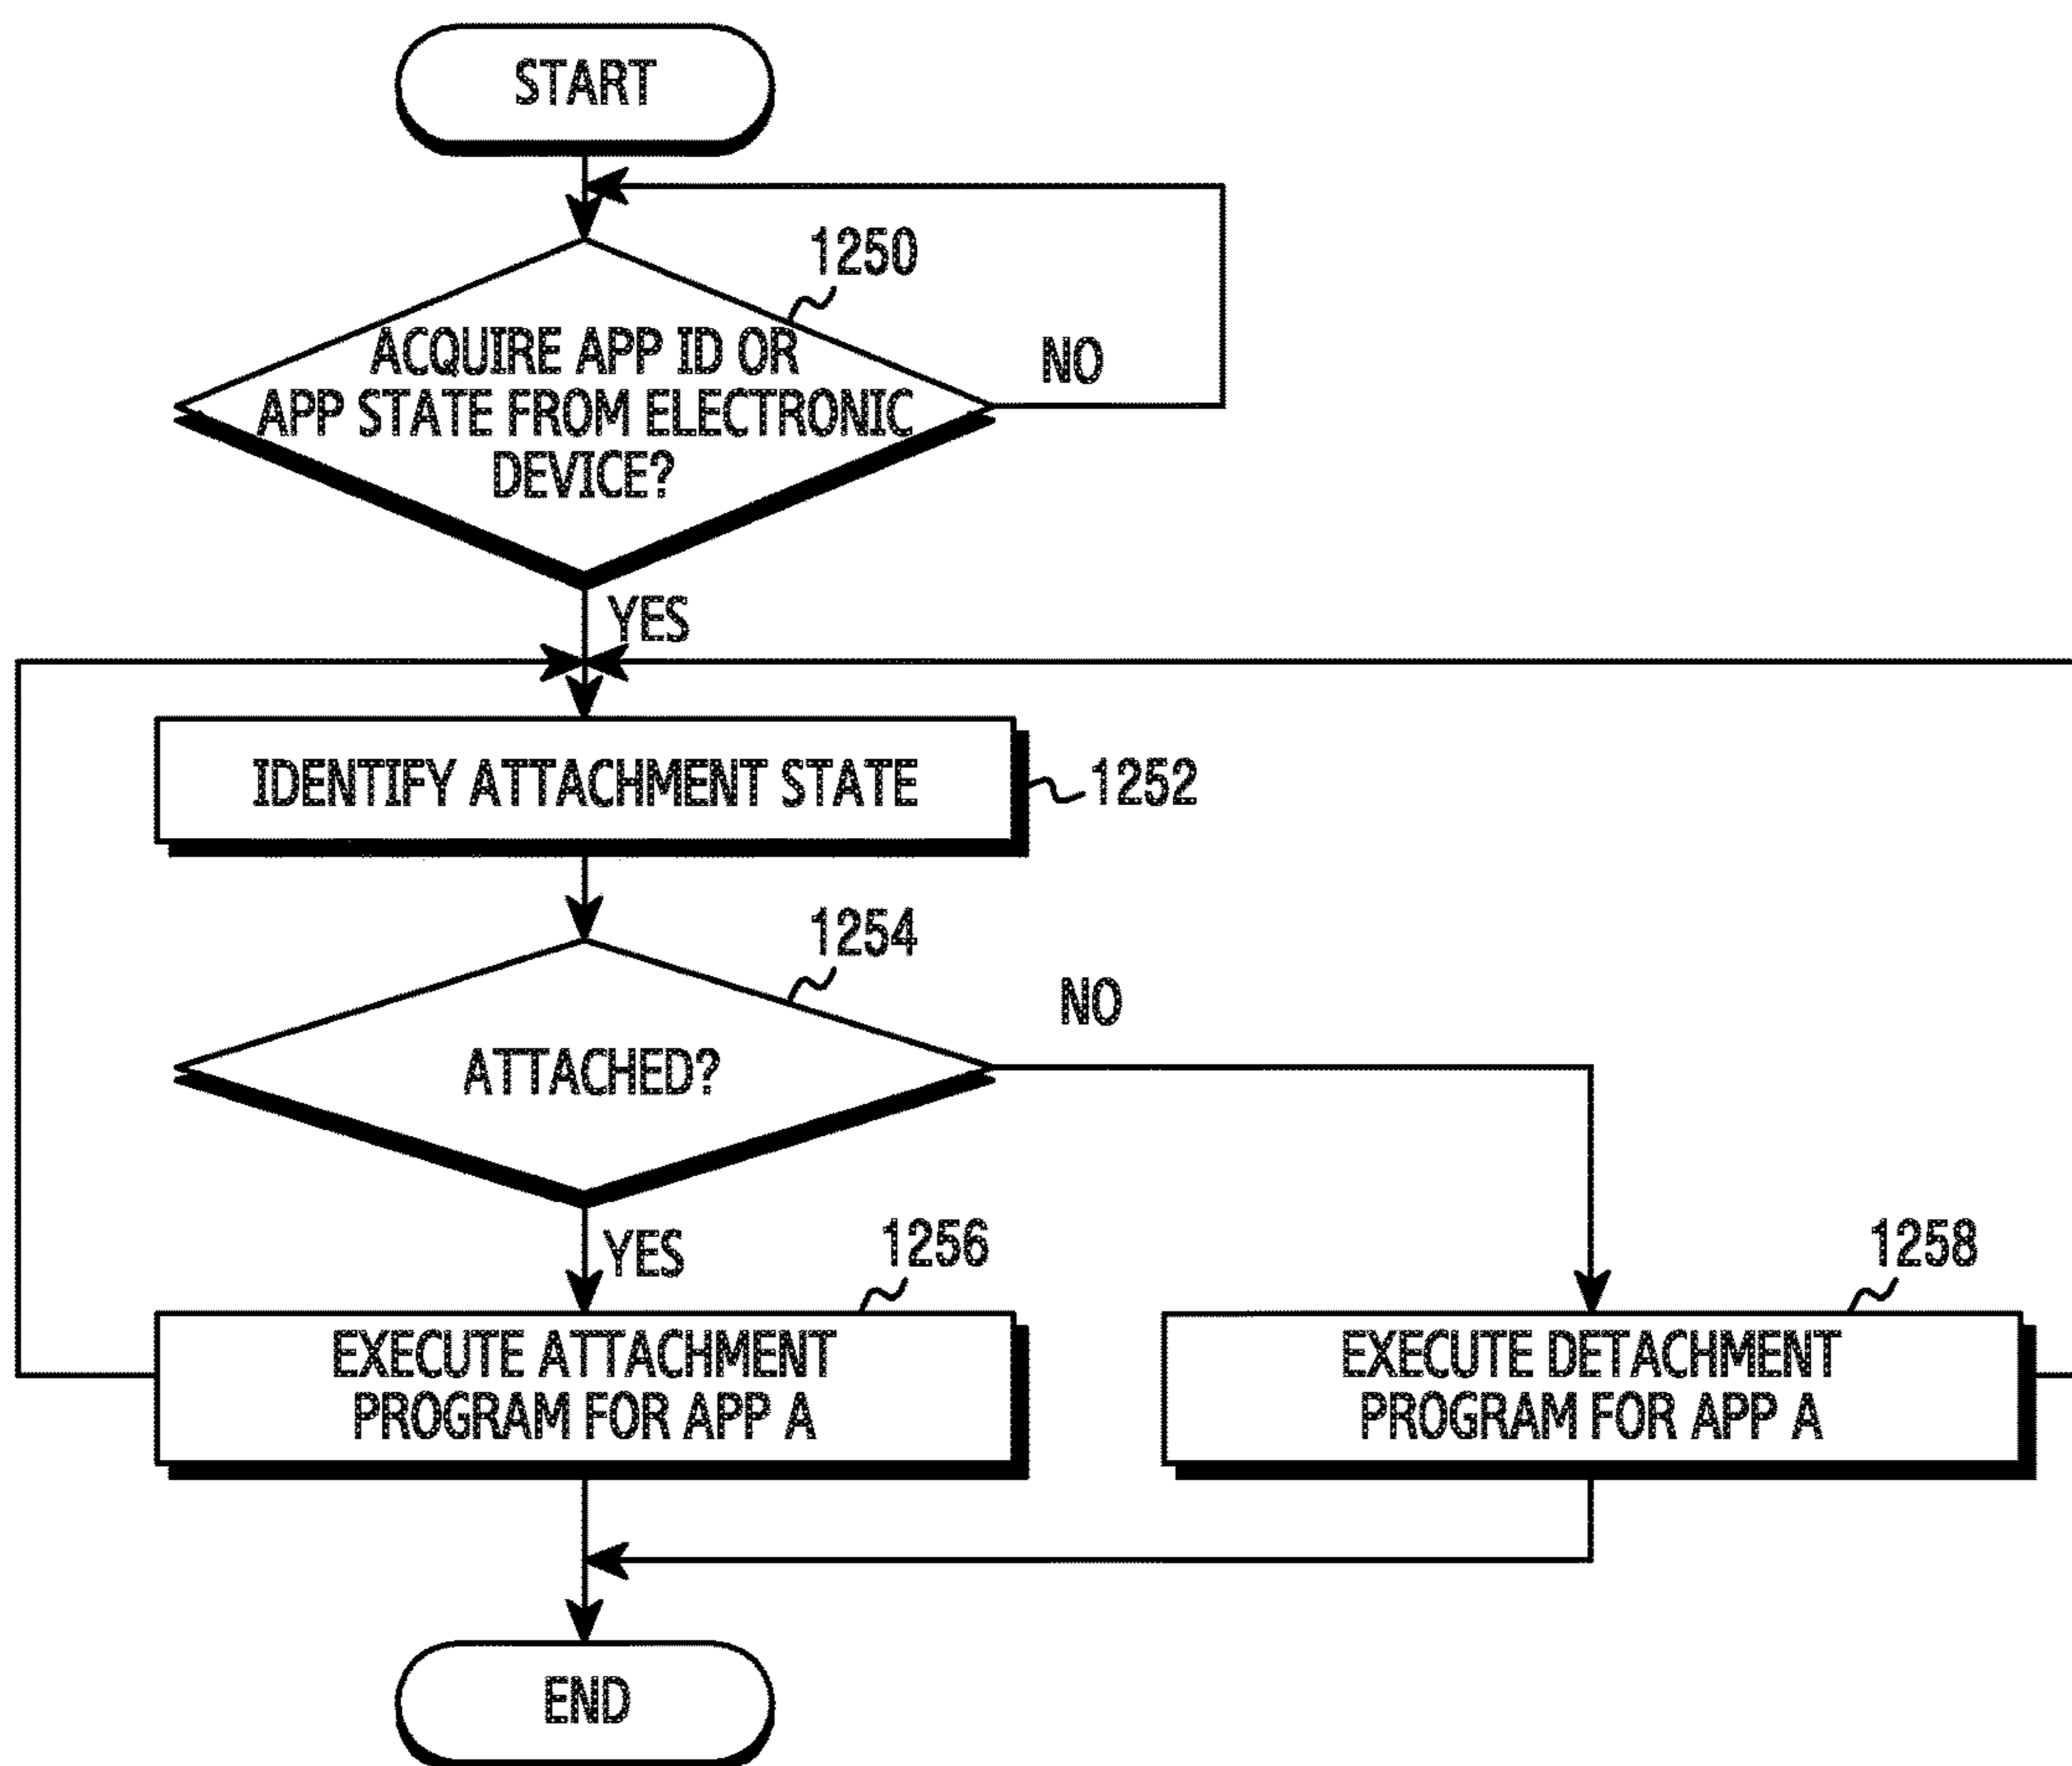 START
1250
ACQUIRE APP ID OR
APP STATE FROM ELECTRONIC
DEVICE?
NO
YES
IDENTIFY ATTACHMENT STATE
1252
1254
ATTACHED?
NO
YES
1256
EXECUTE ATTACHMENT
PROGRAM FOR APP A
1258
EXECUTE DETACHMENT
PROGRAM FOR APP A
END